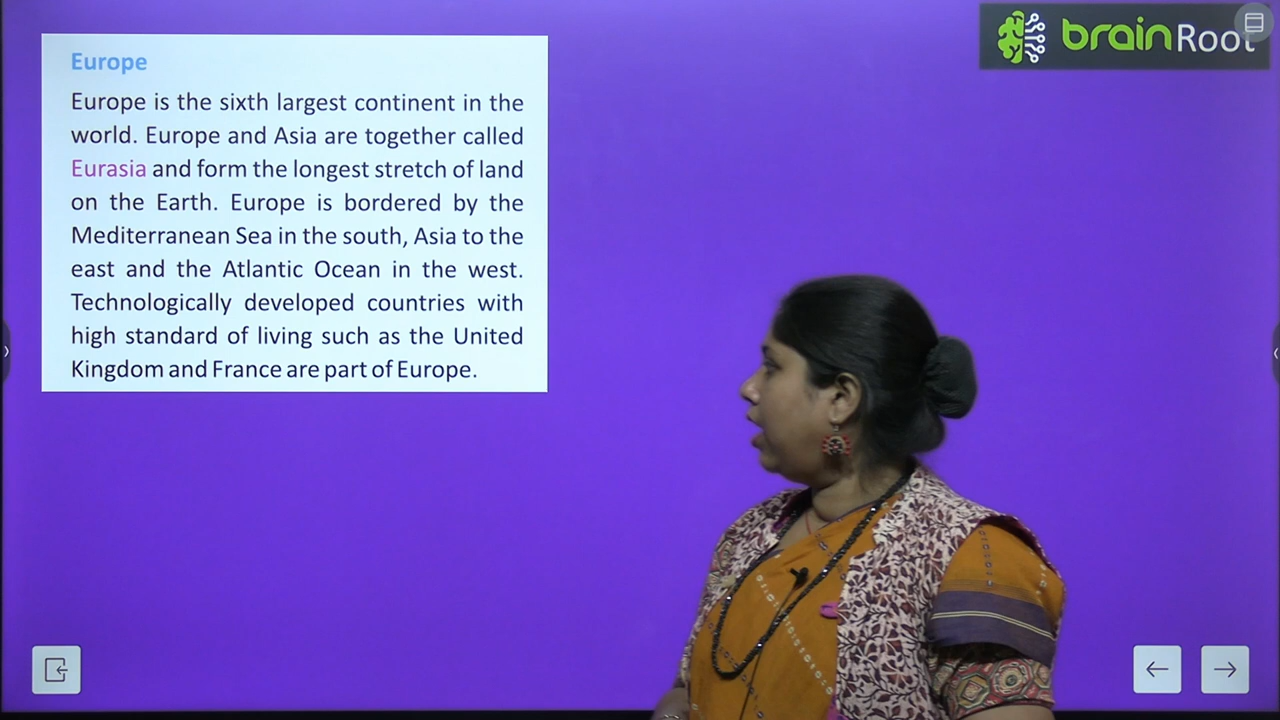 brainRoot
Europe
Europe is the sixth largest continent in the
world. Europe and Asia are together called
Eurasia and form the longest stretch of land
on the Earth. Europe is bordered by the
Mediterranean Sea in the south, Asia to the
east and the Atlantic Ocean in the west.
Technologically developed countries with
high standard of living such as the United
Kingdom and France are part of Europe.